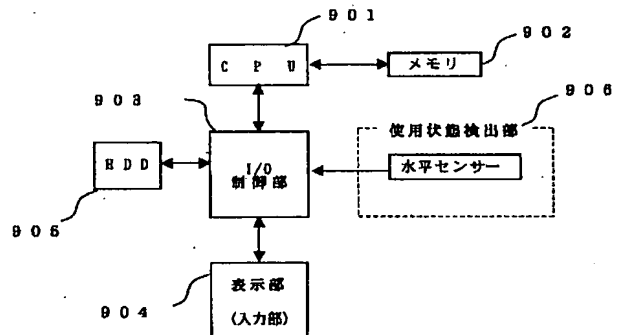 901
CPU
メモリ
902
903
906
使用状態検出部
HDD
I/O
制御部
水平センサー
905
表示部
(入力部)
904